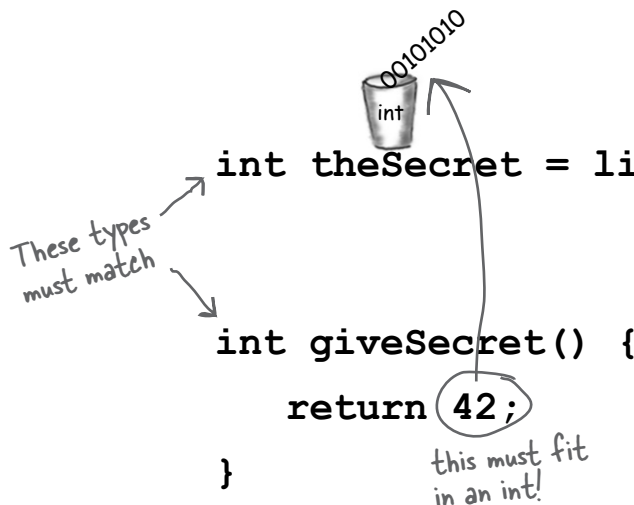 00101010
int
int theSecret = li
These types
must match
int giveSecret() {
return 42;
this must fit
in an int!
}